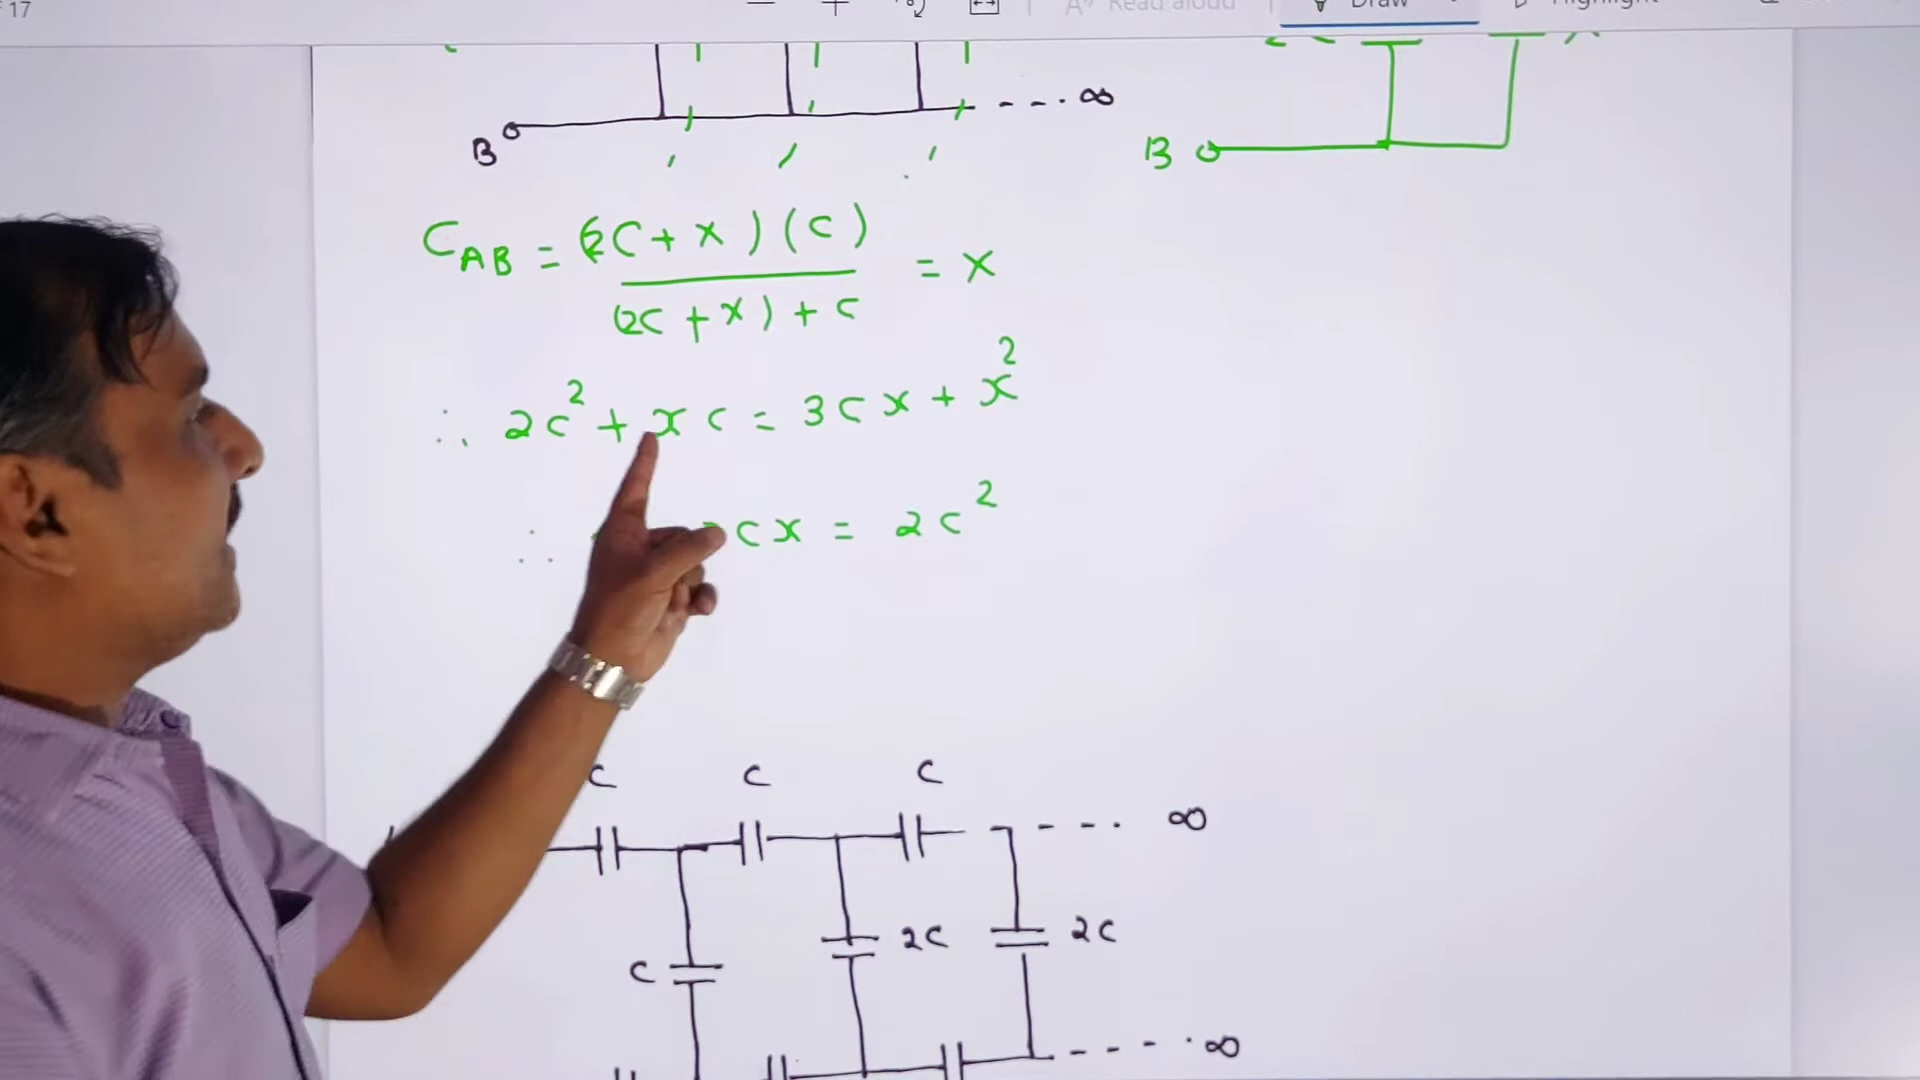 17
Read aloud Draw Highlight
---- ∞
B
B
C_AB = (2C + x)(C) / (2C + x) + C = x
∴ 2C² + xC = 3Cx + x²
∴ Cx = 2C²
C C C
---- ∞
2C 2C
C
---- ∞